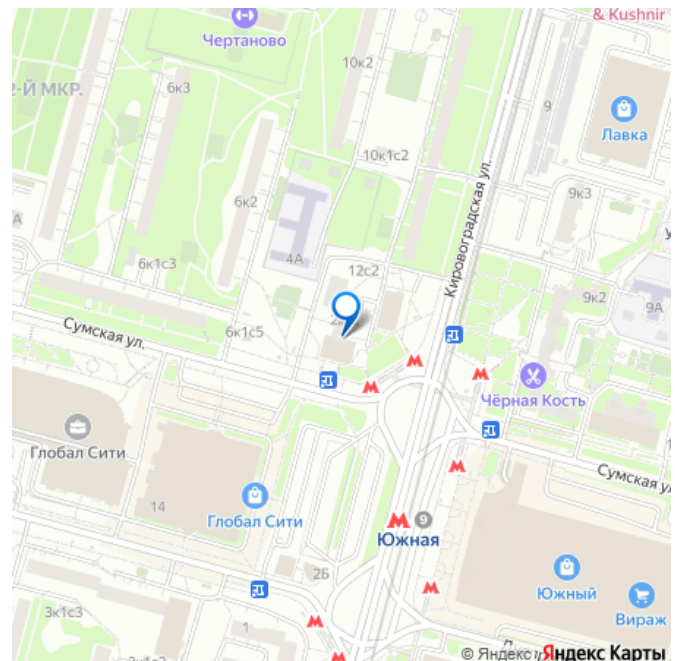 & Kushnir
Чертаново
10к2
6к3
2-Й МКР.
9
Лавка
10к1с2
Кировоградская ул.
9к3
6к2
4А
12с2
6к1с3
9к2
9А
Сумская ул.
6к1с5
Чёрная Кость
Глобал Сити
Сумская ул
14
Глобал Сити
9
Южная
2Б
Южный
Вираж
3к1с3
1
© Яндекс Яндекс Карты